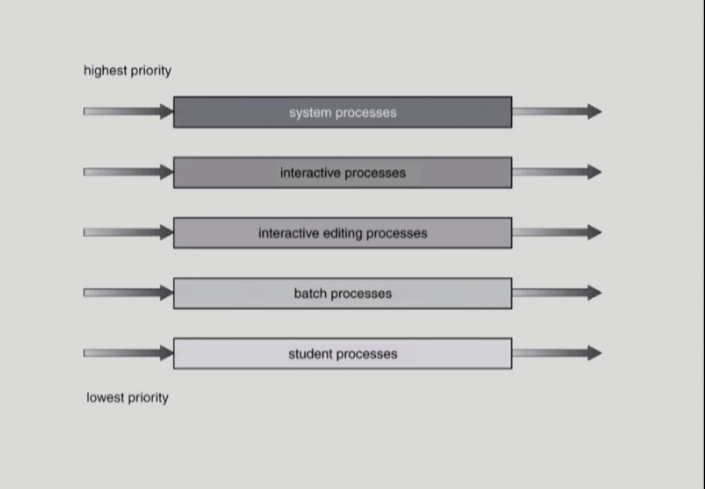 highest priority
system processes
interactive processes
interactive editing processes
batch processes
student processes
lowest priority